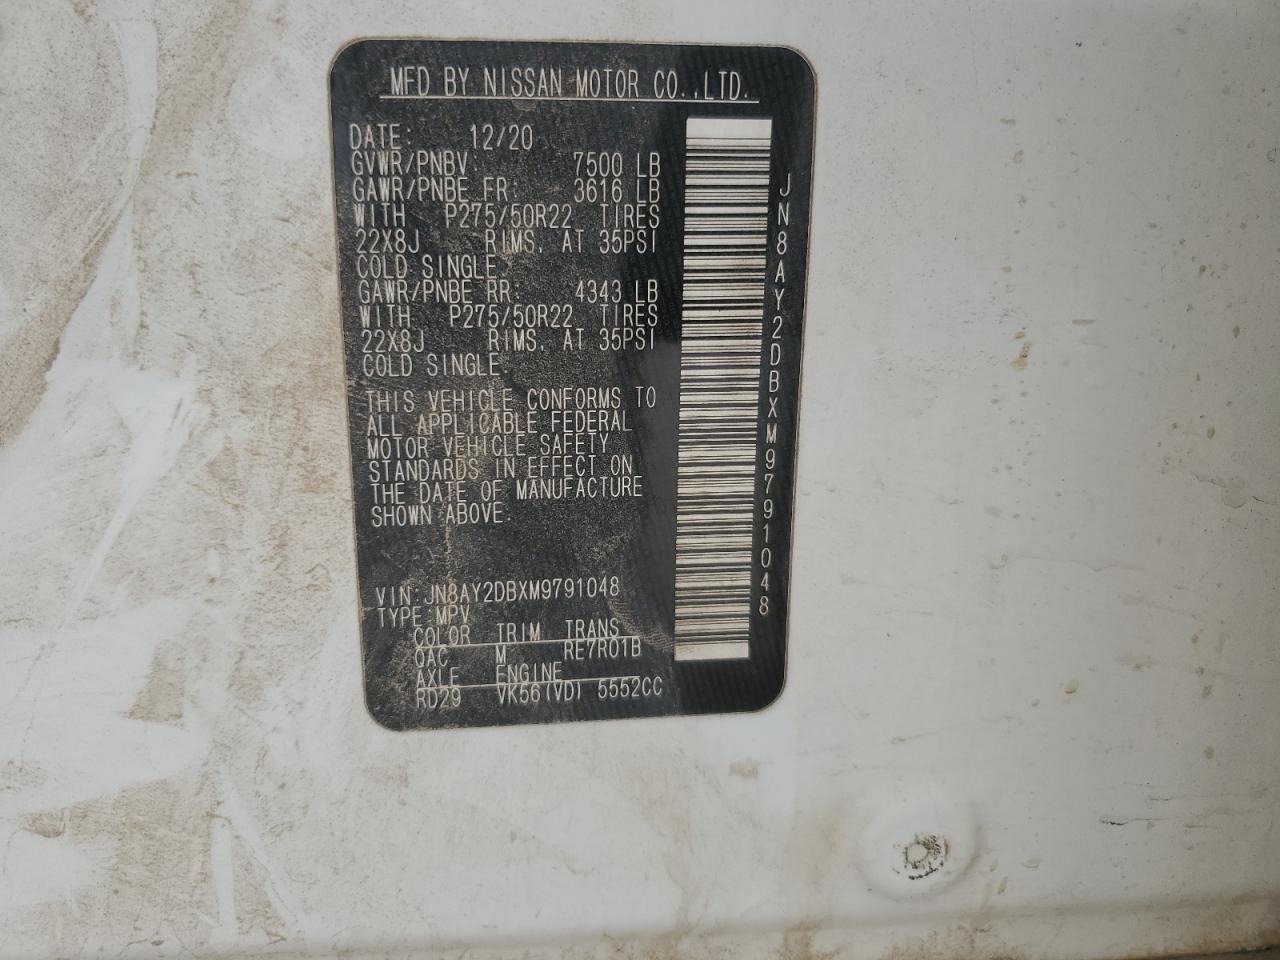 MFD BY NISSAN MOTOR CO.,LTD.
DATE: 12/20
GVWR/PNBV: 7500 LB
GAWR/PNBE FR: 3616 LB
WITH P275/50R22 TIRES
22X8J RIMS, AT 35PSI
COLD SINGLE.
GAWR/PNBE RR: 4343 LB
WITH P275/50R22 TIRES
22X8J RIMS, AT 35PSI
COLD SINGLE.
THIS VEHICLE CONFORMS TO
ALL APPLICABLE FEDERAL
MOTOR VEHICLE SAFETY
STANDARDS IN EFFECT ON
THE DATE OF MANUFACTURE
SHOWN ABOVE.
VIN:JN8AY2DBXM9791048
TYPE:MPV
COLOR TRIM TRANS
QAC M RE7R01B
AXLE ENGINE
RD29 VK56(VD) 5552CC
JN8AY2DBXM9791048